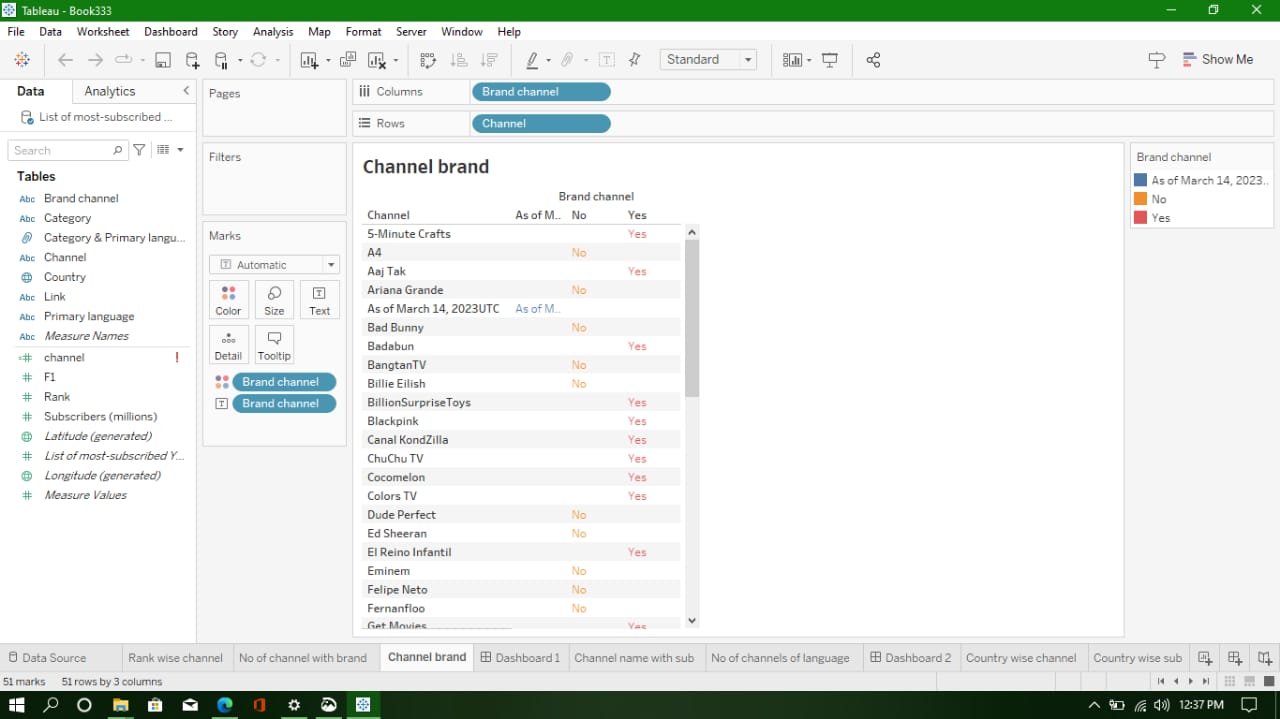 Tableau - Book333
File Data Worksheet Dashboard Story Analysis Map Format Server Window Help
Standard
Show Me
Data Analytics
List of most-subscribed ...
Search
Tables
Abc Brand channel
Abc Category
Category & Primary langu...
Abc Channel
Country
Abc Link
Abc Primary language
Abc Measure Names
channel !
F1
Rank
Subscribers (millions)
Latitude (generated)
List of most-subscribed Y...
Longitude (generated)
Measure Values
Pages
Filters
Marks
Automatic
Color Size Text
Detail Tooltip
Brand channel
Brand channel
Columns Brand channel
Rows Channel
Channel brand
Brand channel
Channel As of M.. No Yes
5-Minute Crafts Yes
A4 No
Aaj Tak Yes
Ariana Grande No
As of March 14, 2023UTC As of M..
Bad Bunny No
Badabun Yes
BangtanTV No
Billie Eilish No
BillionSurpriseToys Yes
Blackpink Yes
Canal KondZilla Yes
ChuChu TV Yes
Cocomelon Yes
Colors TV Yes
Dude Perfect No
Ed Sheeran No
El Reino Infantil Yes
Eminem No
Felipe Neto No
Fernanfloo No
Get Movies Yes
Brand channel
As of March 14, 2023..
No
Yes
Data Source Rank wise channel No of channel with brand Channel brand Dashboard 1 Channel name with sub No of channels of language Dashboard 2 Country wise channel Country wise sub
51 marks 51 rows by 3 columns
12:37 PM